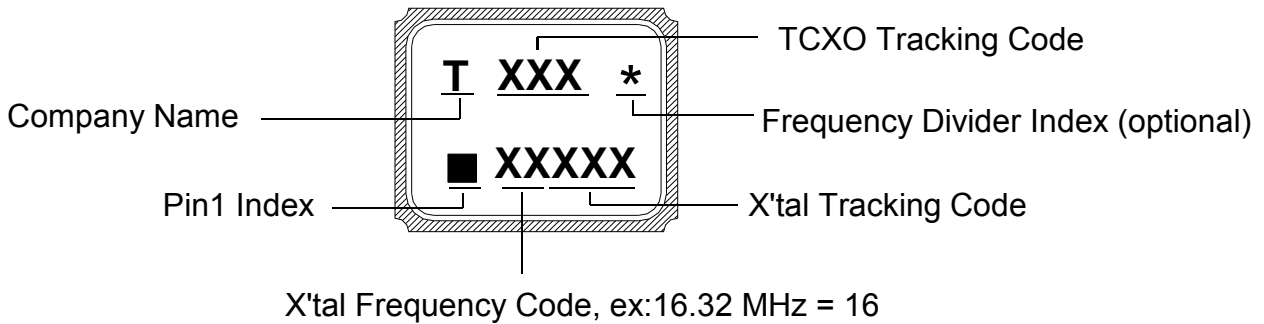 TCXO Tracking Code
T XXX *
Company Name
Frequency Divider Index (optional)
■ XXXXX
Pin1 Index
X'tal Tracking Code
X'tal Frequency Code, ex:16.32 MHz = 16